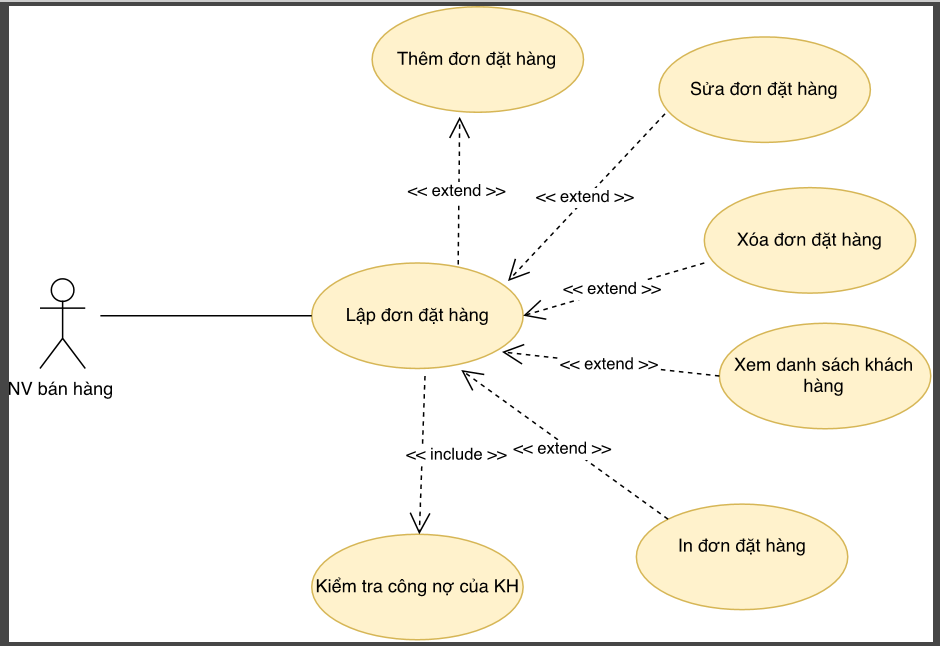 Thêm đơn đặt hàng
Sửa đơn đặt hàng
<< extend >>
<< extend >>
Xóa đơn đặt hàng
<< extend >>
Lập đơn đặt hàng
NV bán hàng
<< extend >>
Xem danh sách khách
hàng
<< include >>
<< extend >>
In đơn đặt hàng
Kiểm tra công nợ của KH